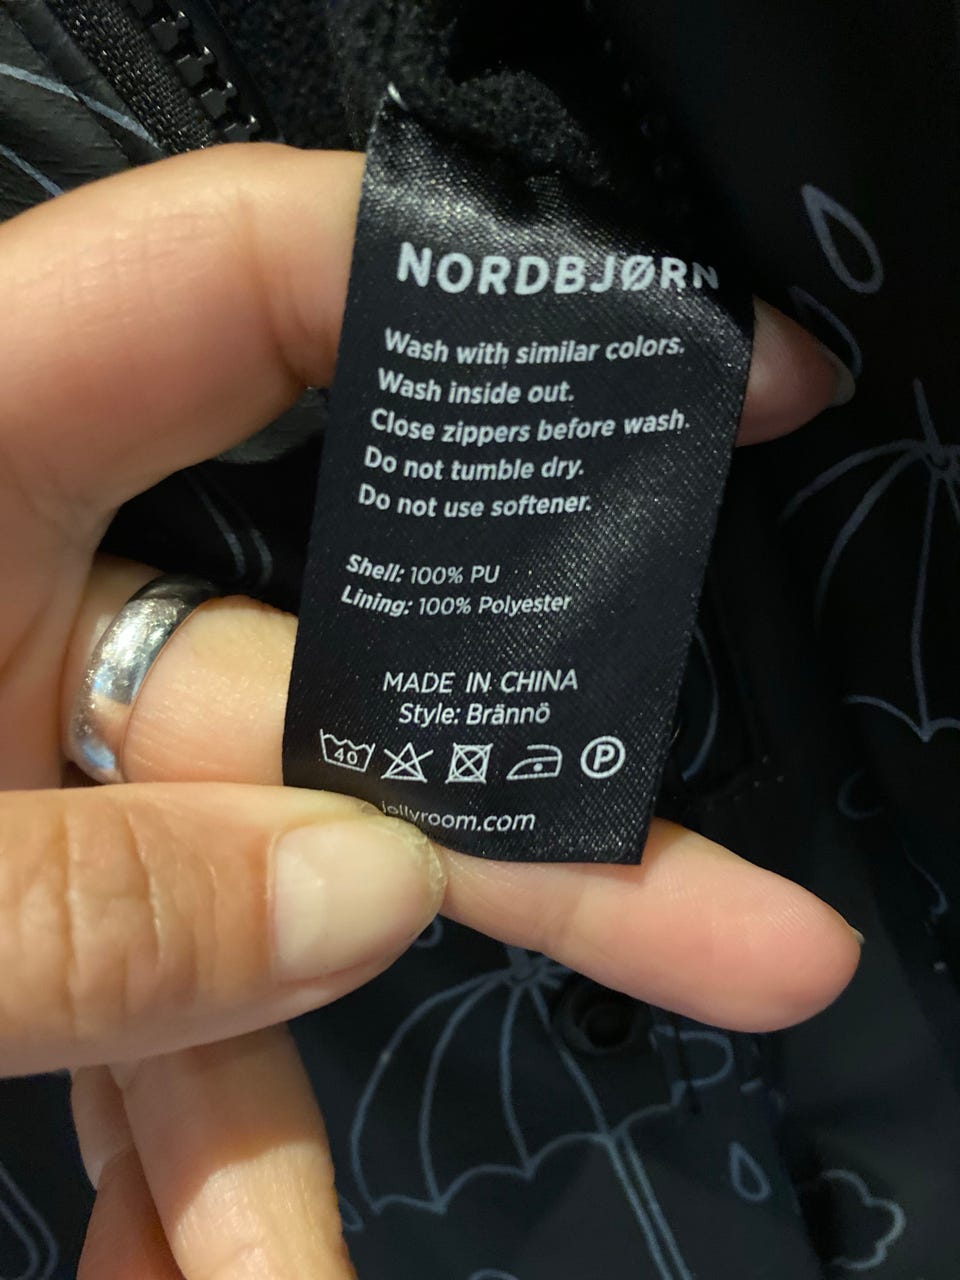 NORDBJØRN
Wash with similar colors.
Wash inside out.
Close zippers before wash.
Do not tumble dry.
Do not use softener.
Shell: 100% PU
Lining: 100% Polyester
MADE IN CHINA
Style: Brännö
40 P
jollyroom.com